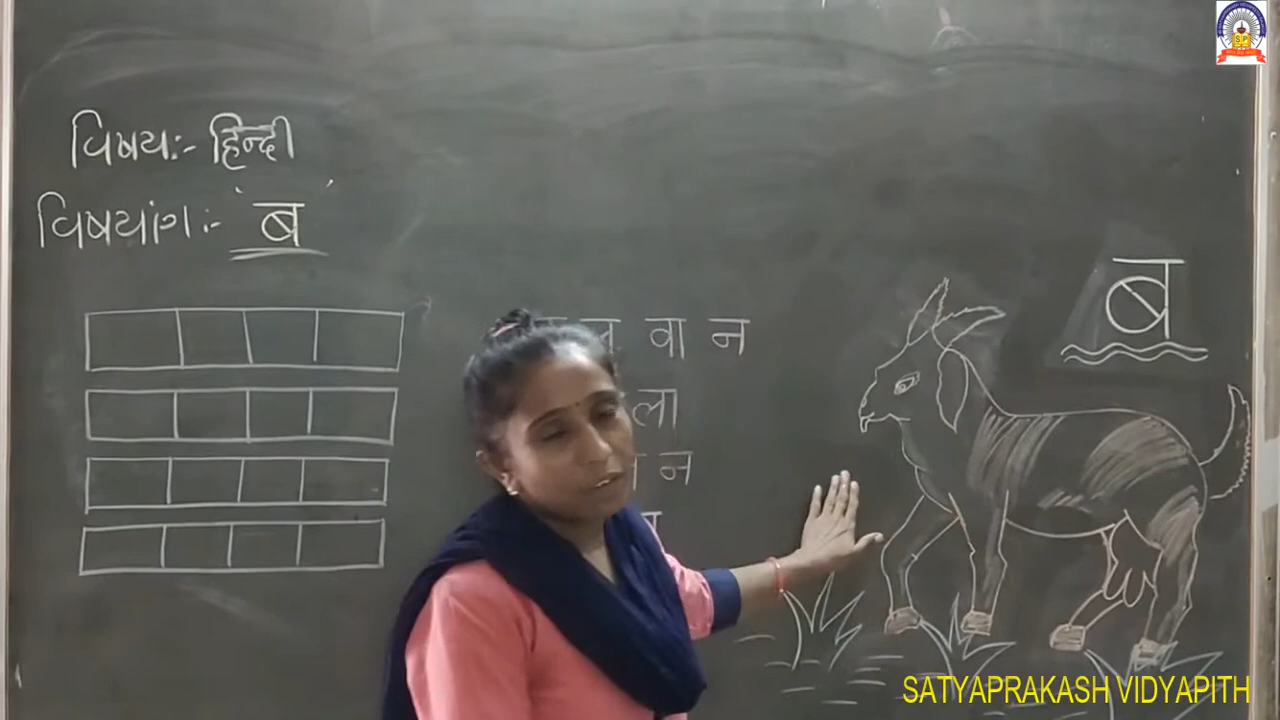 विषय:- हिन्दी
विषयांग:- 'ब'
वा न
ला
न
ब
SATYAPRAKASH VIDYAPITH